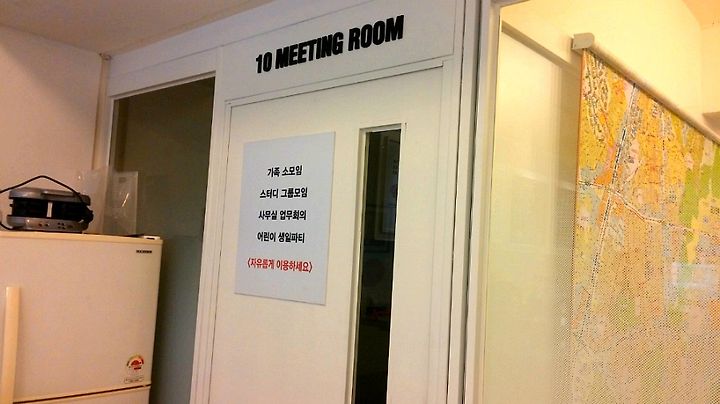 10 MEETING ROOM
가족 소모임
스터디 그룹모임
사무실 업무회의
어린이 생일파티
<자유롭게 이용하세요>